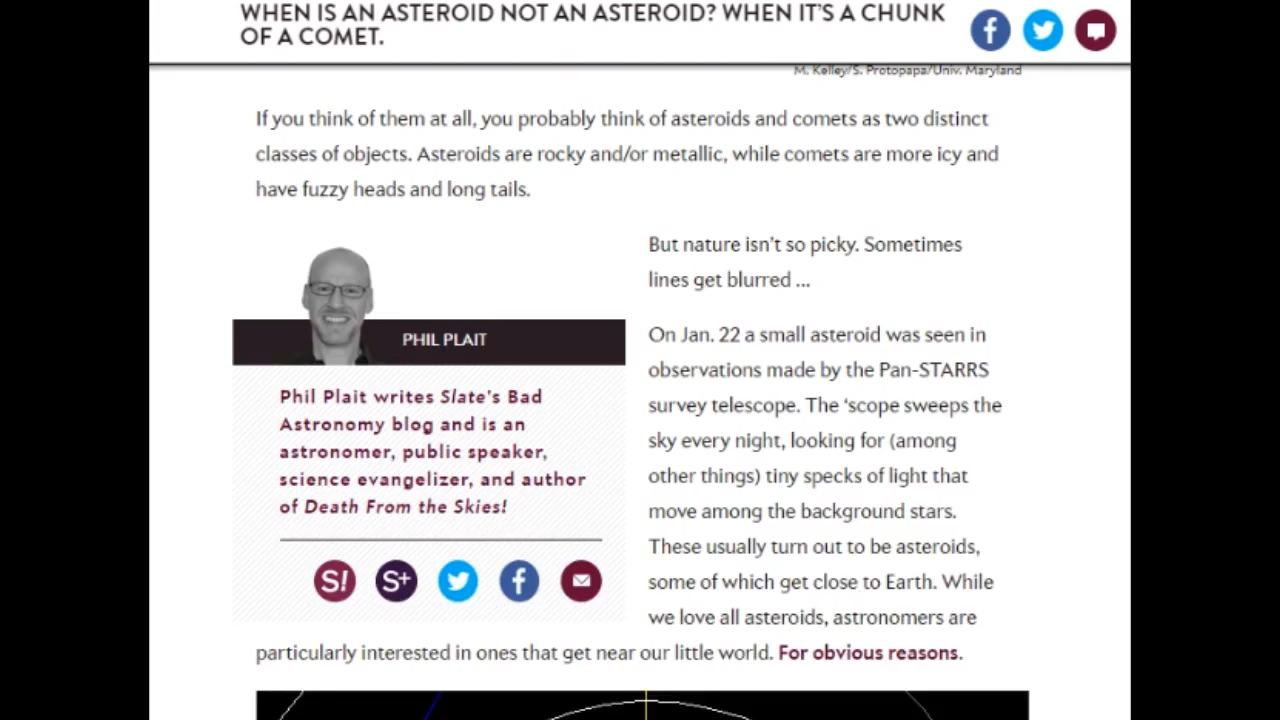 WHEN IS AN ASTEROID NOT AN ASTEROID? WHEN IT'S A CHUNK
OF A COMET.
M. Kelley/S. Protopapa/Univ. Maryland
If you think of them at all, you probably think of asteroids and comets as two distinct
classes of objects. Asteroids are rocky and/or metallic, while comets are more icy and
have fuzzy heads and long tails.
PHIL PLAIT
Phil Plait writes Slate's Bad
Astronomy blog and is an
astronomer, public speaker,
science evangelizer, and author
of Death From the Skies!
S! S+
But nature isn't so picky. Sometimes
lines get blurred ...
On Jan. 22 a small asteroid was seen in
observations made by the Pan-STARRS
survey telescope. The 'scope sweeps the
sky every night, looking for (among
other things) tiny specks of light that
move among the background stars.
These usually turn out to be asteroids,
some of which get close to Earth. While
we love all asteroids, astronomers are
particularly interested in ones that get near our little world. For obvious reasons.